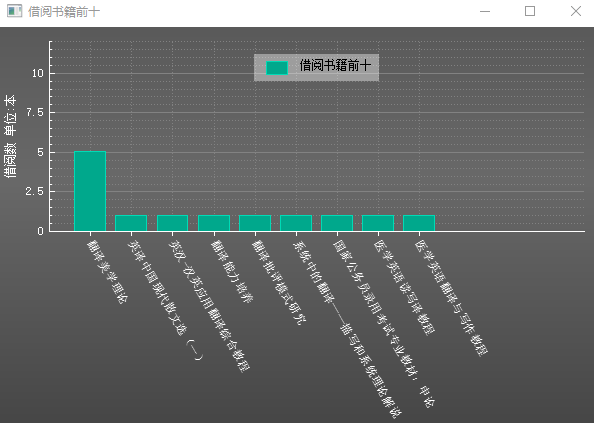 借阅书籍前十
借阅书籍前十
借阅数 单位:本
10
7.5
5
2.5
0
翻译美学理论
英译中国现代散文选（一）
英汉-汉英应用翻译综合教程
翻译能力培养
翻译批评模式研究
系统中的翻译——描写和系统理论解说
国家公务员录用考试专业教材：申论
医学英语读写译教程
医学英语翻译与写作教程